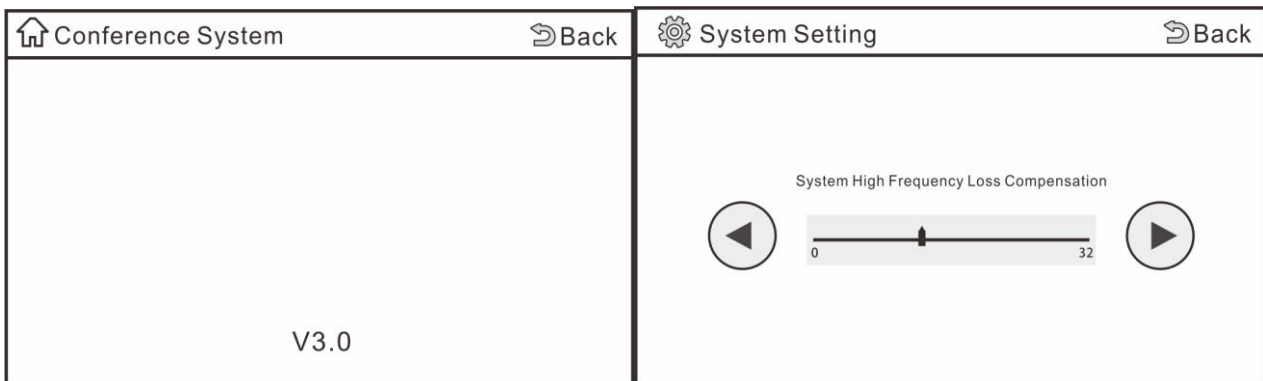 Conference System Back
V3.0
System Setting Back
System High Frequency Loss Compensation
0 32